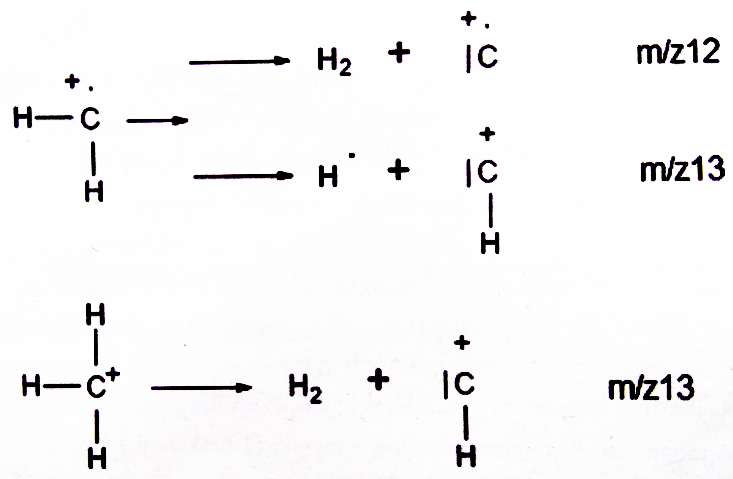 + .
H2 + |C m/z12
+ .
H—C
+
H · + |C m/z13
H
H
H
+
H—C+ H2 + |C m/z13
H
H